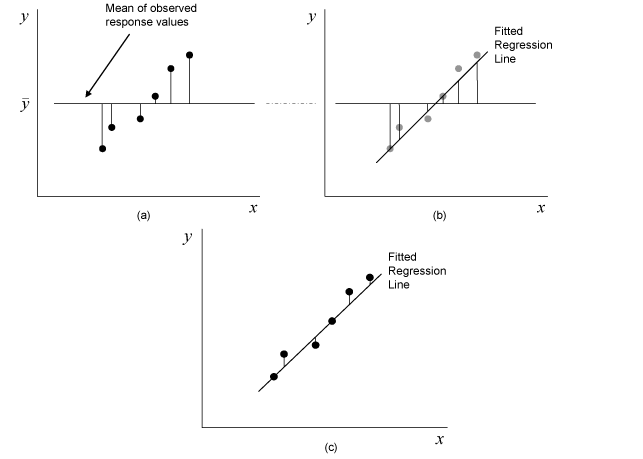 y
Mean of observed
response values
ȳ
x
(a)
y
Fitted
Regression
Line
x
(b)
y
Fitted
Regression
Line
x
(c)